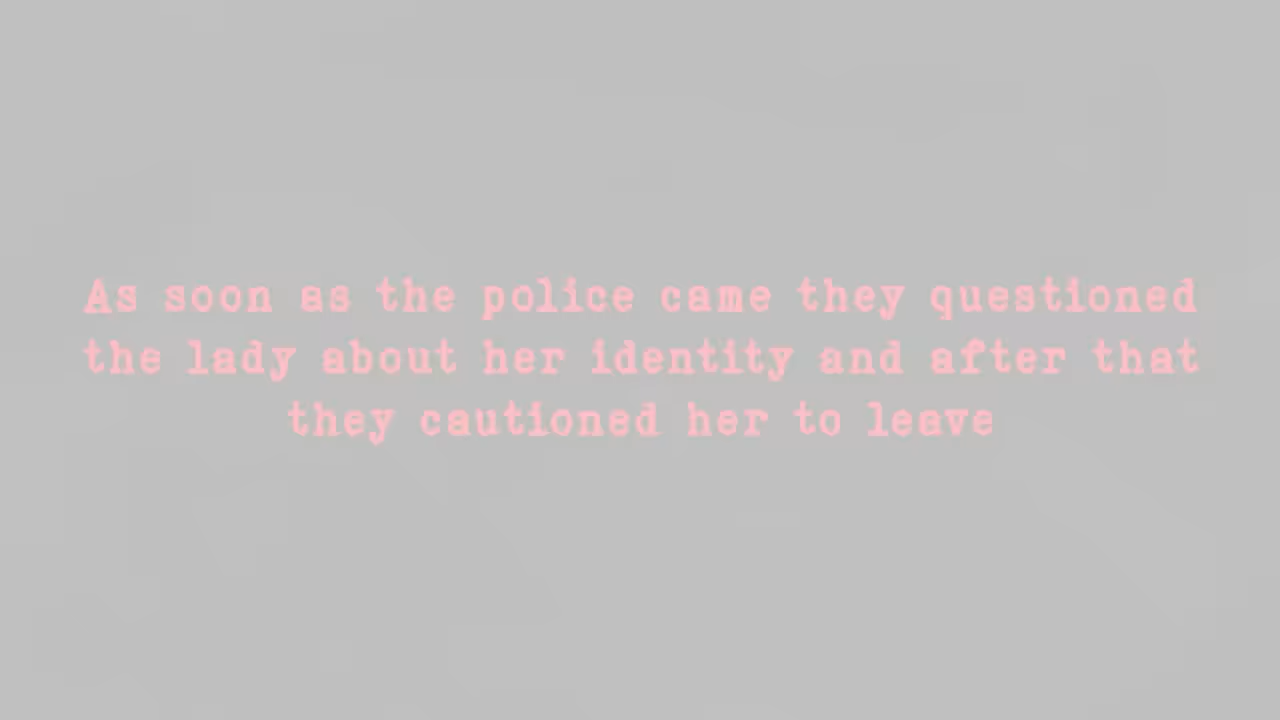 As soon as the police came they questioned
the lady about her identity and after that
they cautioned her to leave